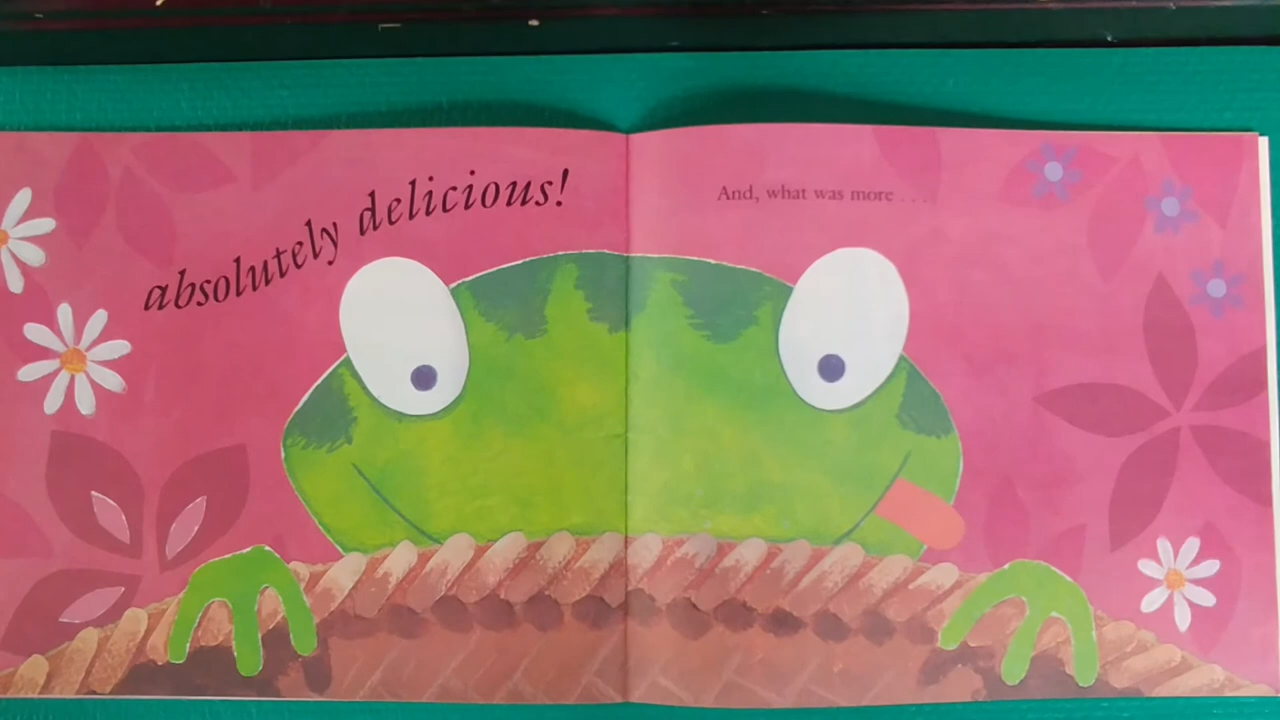 absolutely delicious!
And, what was more . . .